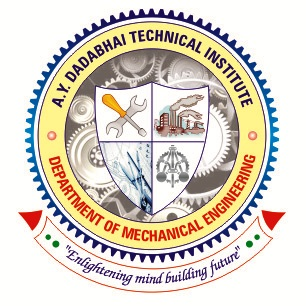 A.Y. DADABHAI TECHNICAL INSTITUTE
DEPARTMENT OF MECHANICAL ENGINEERING
"Enlightening mind building future"